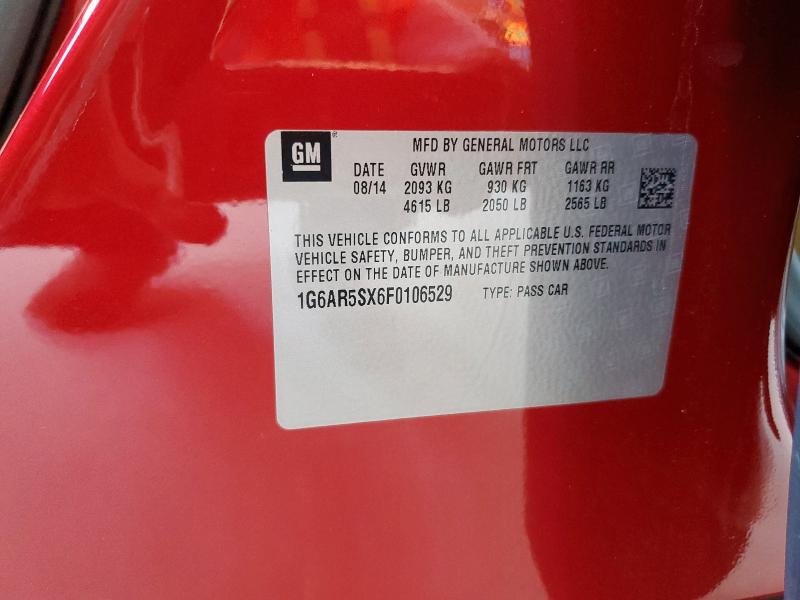 GM
®
MFD BY GENERAL MOTORS LLC
DATE GVWR GAWR FRT GAWR RR
08/14 2093 KG 930 KG 1163 KG
4615 LB 2050 LB 2565 LB
THIS VEHICLE CONFORMS TO ALL APPLICABLE U.S. FEDERAL MOTOR
VEHICLE SAFETY, BUMPER, AND THEFT PREVENTION STANDARDS IN
EFFECT ON THE DATE OF MANUFACTURE SHOWN ABOVE.
1G6AR5SX6F0106529 TYPE: PASS CAR